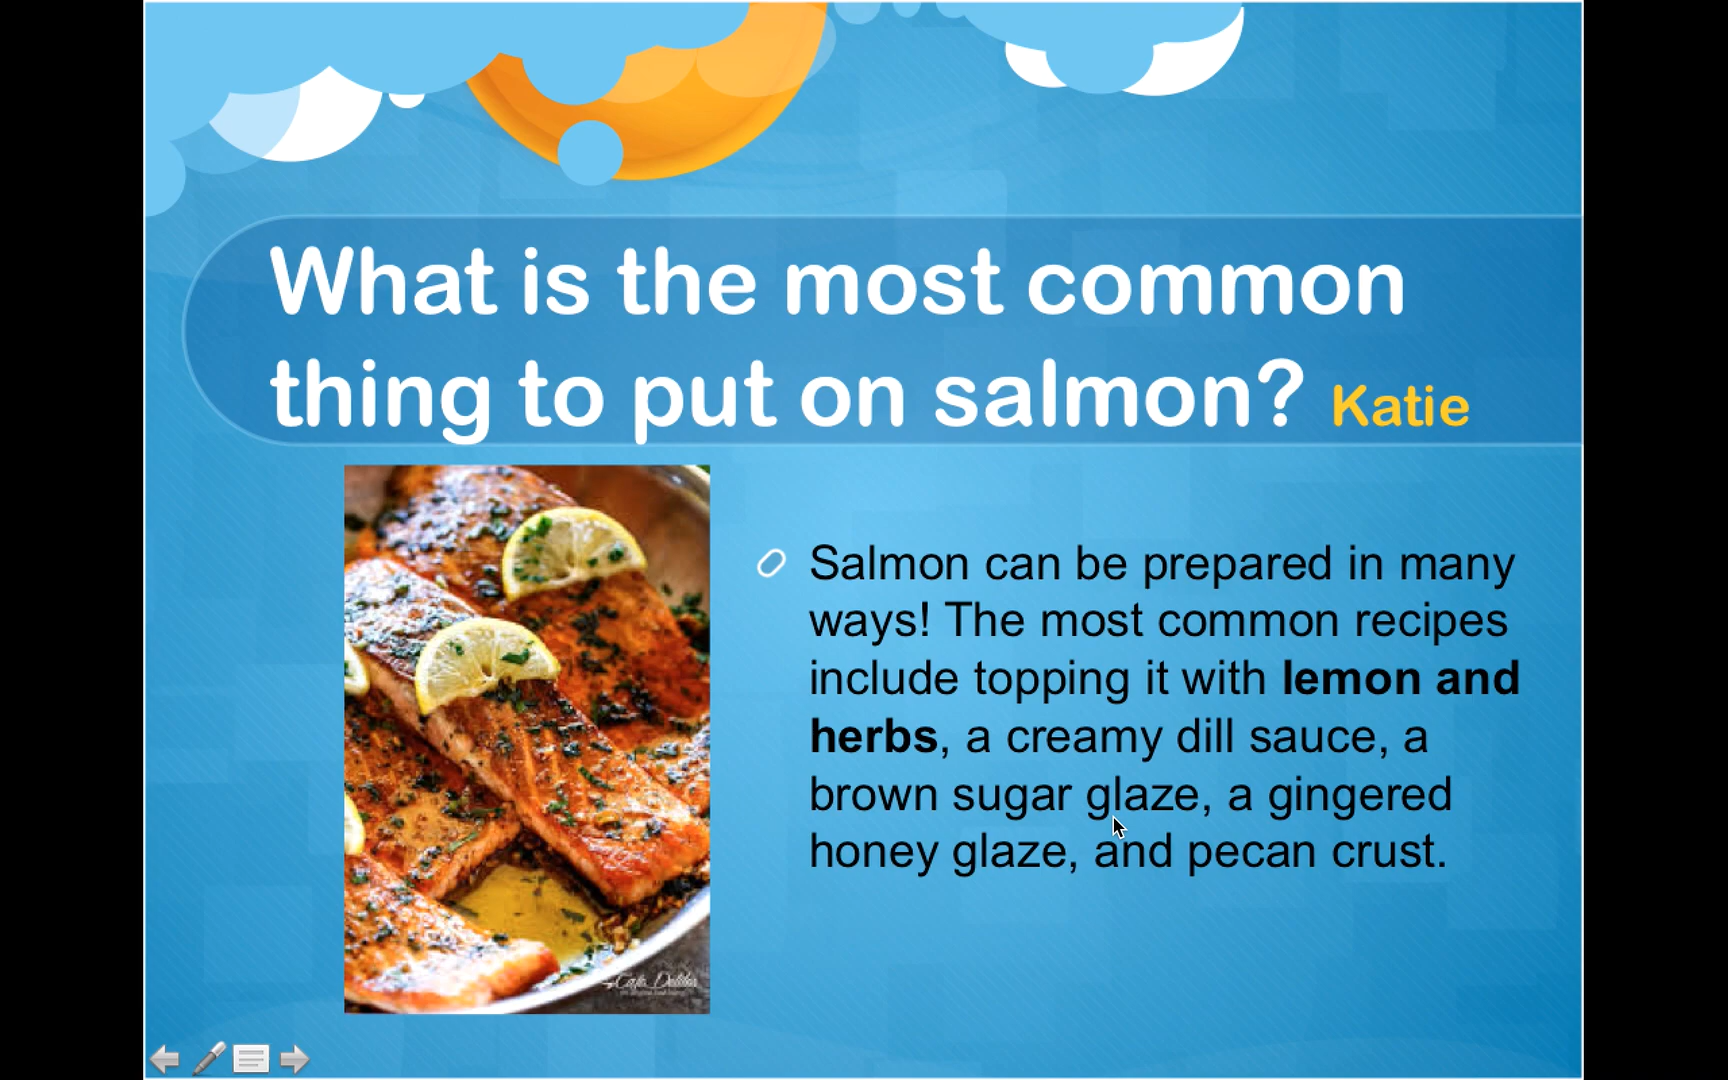 What is the most common
thing to put on salmon? Katie
Salmon can be prepared in many
ways! The most common recipes
include topping it with lemon and
herbs, a creamy dill sauce, a
brown sugar glaze, a gingered
honey glaze, and pecan crust.